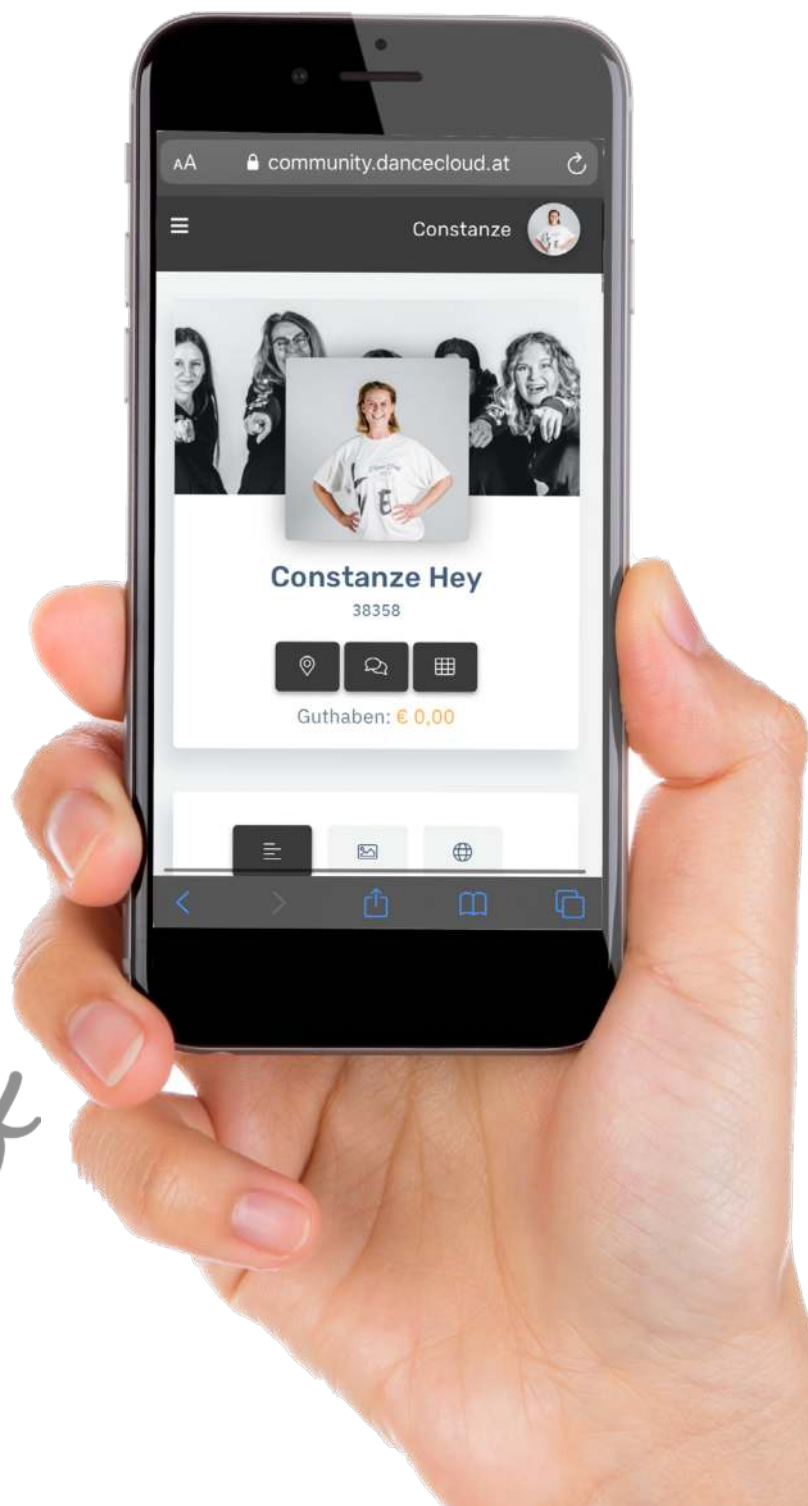 AA community.dancecloud.at
Constanze
Constanze Hey
38358
Guthaben: € 0,00